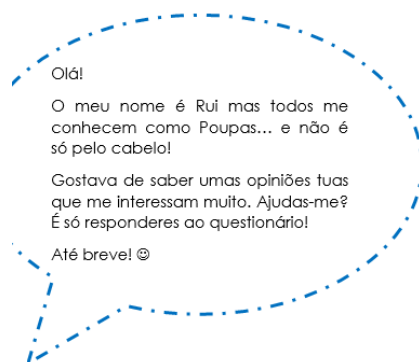 Olá!
O meu nome é Rui mas todos me
conhecem como Poupas... e não é
só pelo cabelo!
Gostava de saber umas opiniões tuas
que me interessam muito. Ajudas-me?
É só responderes ao questionário!
Até breve! ☺